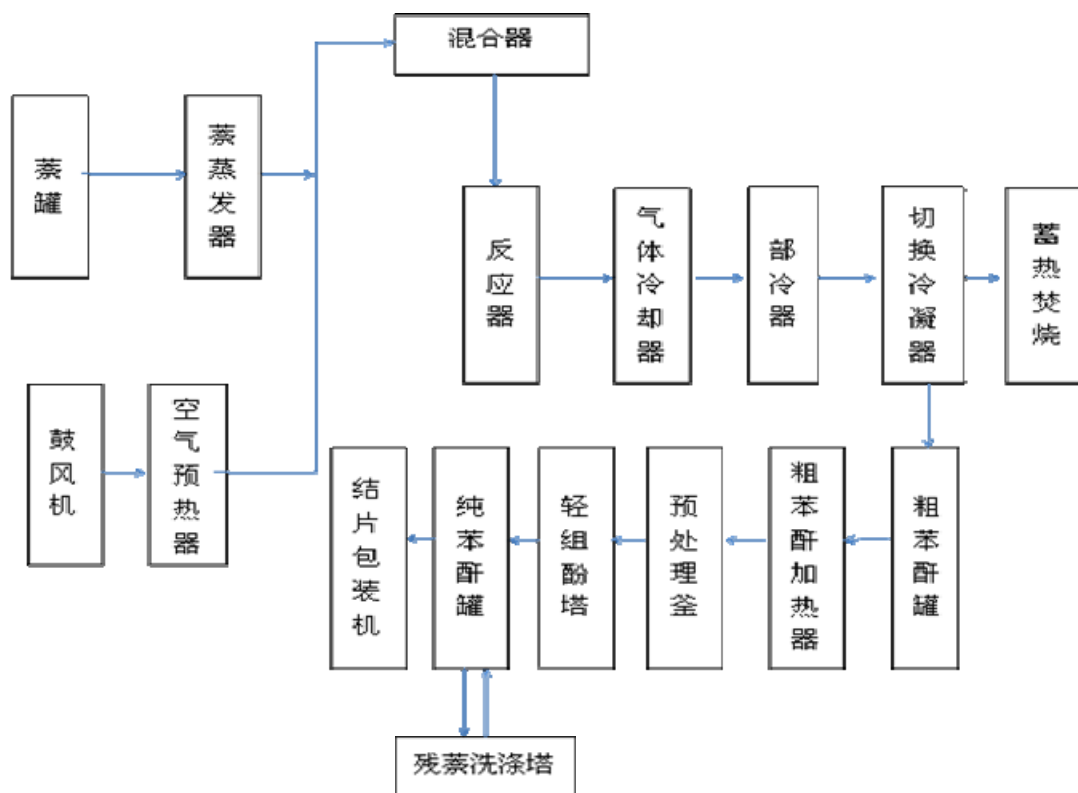 混合器
萘罐
萘蒸发器
反应器
气体冷却器
部冷器
切换冷凝器
蓄热焚烧
鼓风机
空气预热器
结片包装机
纯苯酐罐
轻组酚塔
预处理釜
粗苯酐加热器
粗苯酐罐
残萘洗涤塔